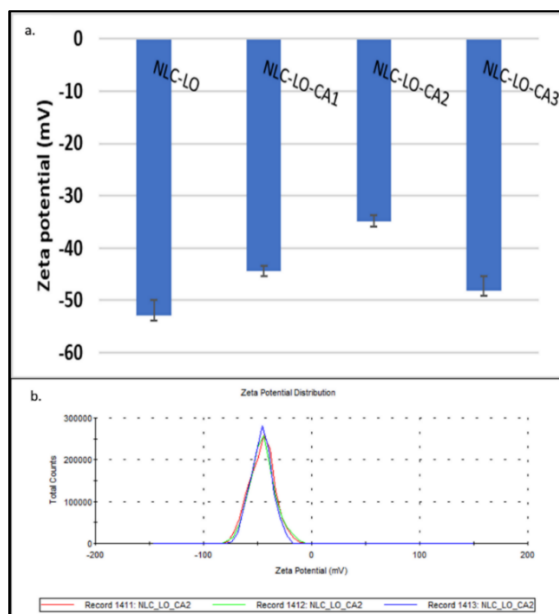 a.
0
-10
-20
-30
-40
-50
-60
Zeta potential (mV)
NLC-LO
NLC-LO-CA1
NLC-LO-CA2
NLC-LO-CA3
b.
Zeta Potential Distribution
300000
200000
100000
0
Total Counts
-200 -100 0 100 200
Zeta Potential (mV)
Record 1411: NLC_LO_CA2 Record 1412: NLC_LO_CA2 Record 1413: NLC_LO_CA2